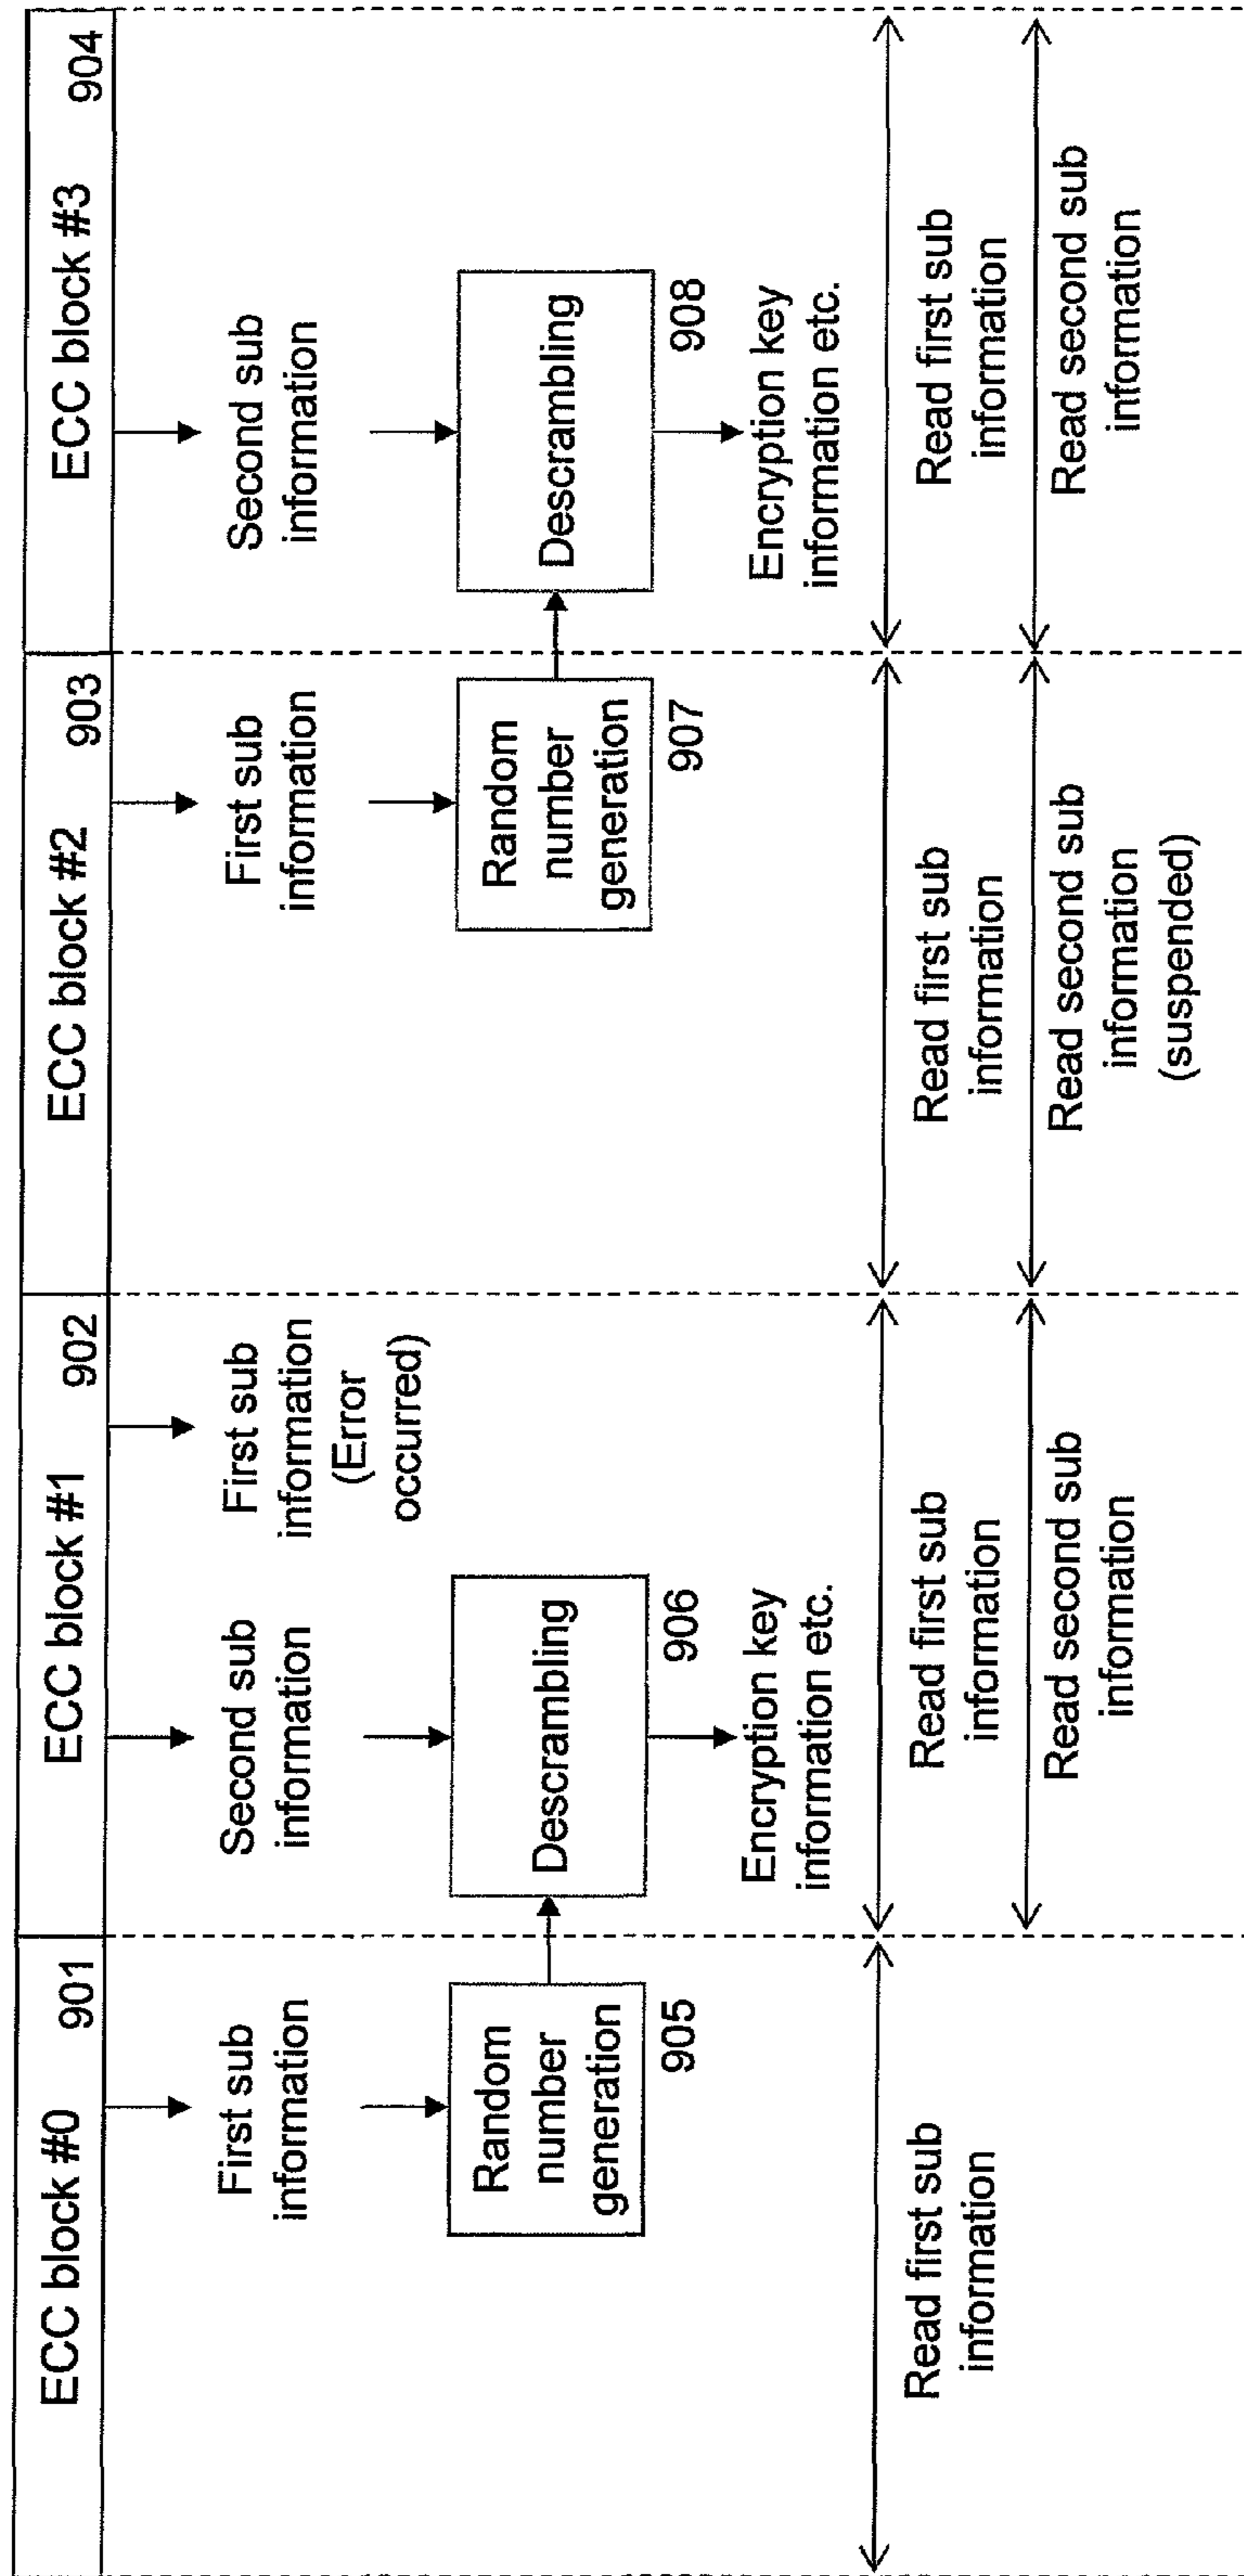 ECC block #0
901
ECC block #1
902
ECC block #2
903
ECC block #3
904
First sub
information
Random
number
generation
905
Second sub
information
Descrambling
906
Encryption key
information etc.
First sub
information
(Error
occurred)
First sub
information
Random
number
generation
907
Second sub
information
Descrambling
908
Encryption key
information etc.
Read first sub
information
Read first sub
information
Read second sub
information
Read first sub
information
Read second sub
information
(suspended)
Read first sub
information
Read second sub
information